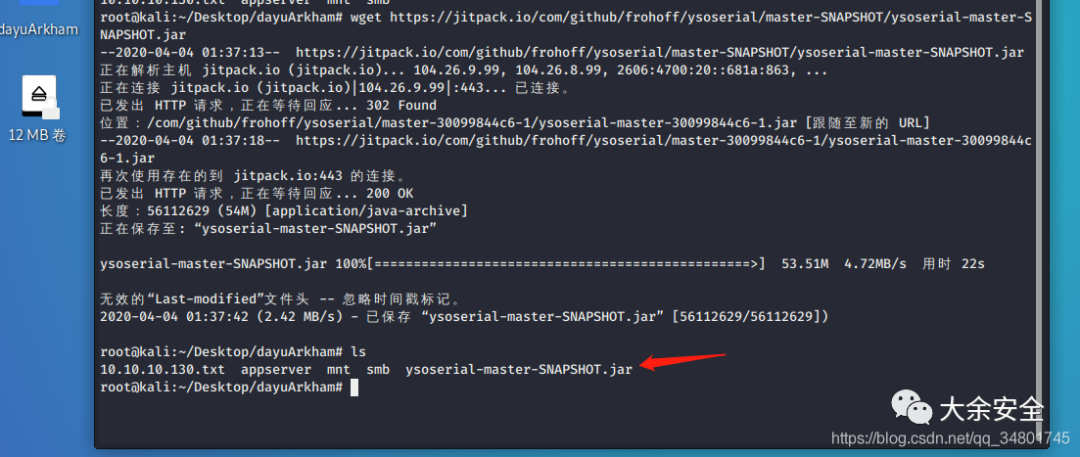 10.10.10.130.txt appserver mnt smb
root@kali:~/Desktop/dayuArkham# wget https://jitpack.io/com/github/frohoff/ysoserial/master-SNAPSHOT/ysoserial-master-S
NAPSHOT.jar
--2020-04-04 01:37:13-- https://jitpack.io/com/github/frohoff/ysoserial/master-SNAPSHOT/ysoserial-master-SNAPSHOT.jar
正在解析主机 jitpack.io (jitpack.io)... 104.26.9.99, 104.26.8.99, 2606:4700:20::681a:863, ...
正在连接 jitpack.io (jitpack.io)|104.26.9.99|:443... 已连接。
已发出 HTTP 请求，正在等待回应... 302 Found
位置：/com/github/frohoff/ysoserial/master-30099844c6-1/ysoserial-master-30099844c6-1.jar [跟随至新的 URL]
--2020-04-04 01:37:18-- https://jitpack.io/com/github/frohoff/ysoserial/master-30099844c6-1/ysoserial-master-30099844c
6-1.jar
再次使用存在的到 jitpack.io:443 的连接。
已发出 HTTP 请求，正在等待回应... 200 OK
长度：56112629 (54M) [application/java-archive]
正在保存至: “ysoserial-master-SNAPSHOT.jar”
ysoserial-master-SNAPSHOT.jar 100%[================================================>] 53.51M 4.72MB/s 用时 22s
无效的“Last-modified”文件头 -- 忽略时间戳标记。
2020-04-04 01:37:42 (2.42 MB/s) - 已保存 “ysoserial-master-SNAPSHOT.jar” [56112629/56112629])
root@kali:~/Desktop/dayuArkham# ls
10.10.10.130.txt appserver mnt smb ysoserial-master-SNAPSHOT.jar
root@kali:~/Desktop/dayuArkham#
dayuArkham
12 MB 卷
大余安全
https://blog.csdn.net/qq_34801745